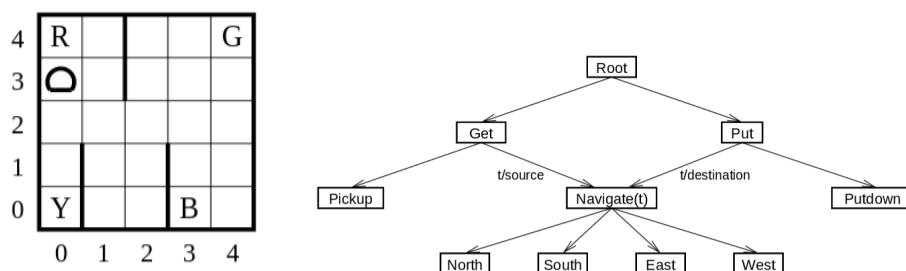 4 R G
3
2
1
0 Y B
0 1 2 3 4
Root
Get Put
t/source t/destination
Pickup Navigate(t) Putdown
North South East West